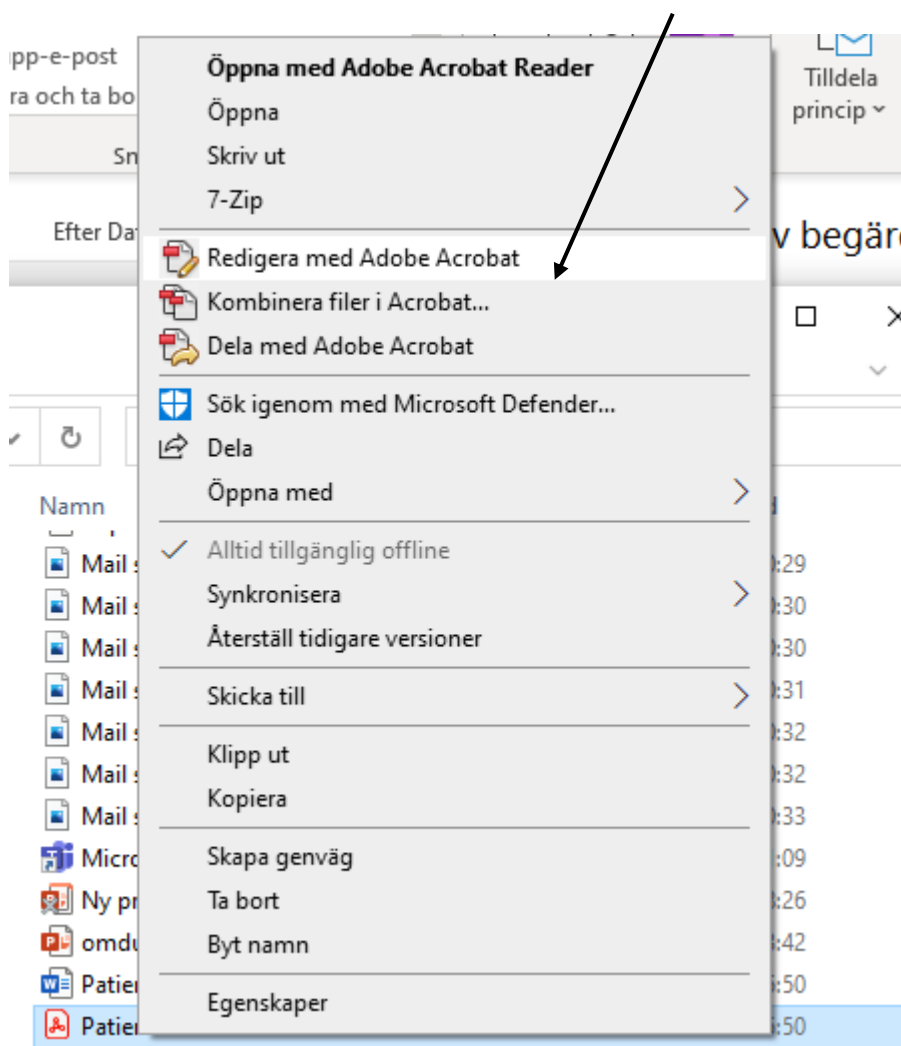 pp-e-post
ra och ta bo
Sn
Tilldela
princip
Efter Da
v begär
Öppna med Adobe Acrobat Reader
Öppna
Skriv ut
7-Zip
Redigera med Adobe Acrobat
Kombinera filer i Acrobat...
Dela med Adobe Acrobat
Sök igenom med Microsoft Defender...
Dela
Öppna med
Alltid tillgänglig offline
Synkronisera
Återställ tidigare versioner
Skicka till
Klipp ut
Kopiera
Skapa genväg
Ta bort
Byt namn
Egenskaper
Namn
Mail :29
Mail :30
Mail :30
Mail :31
Mail :32
Mail :32
Mail :33
Micro :09
Ny pr :26
omdu :42
Patie :50
Patie :50